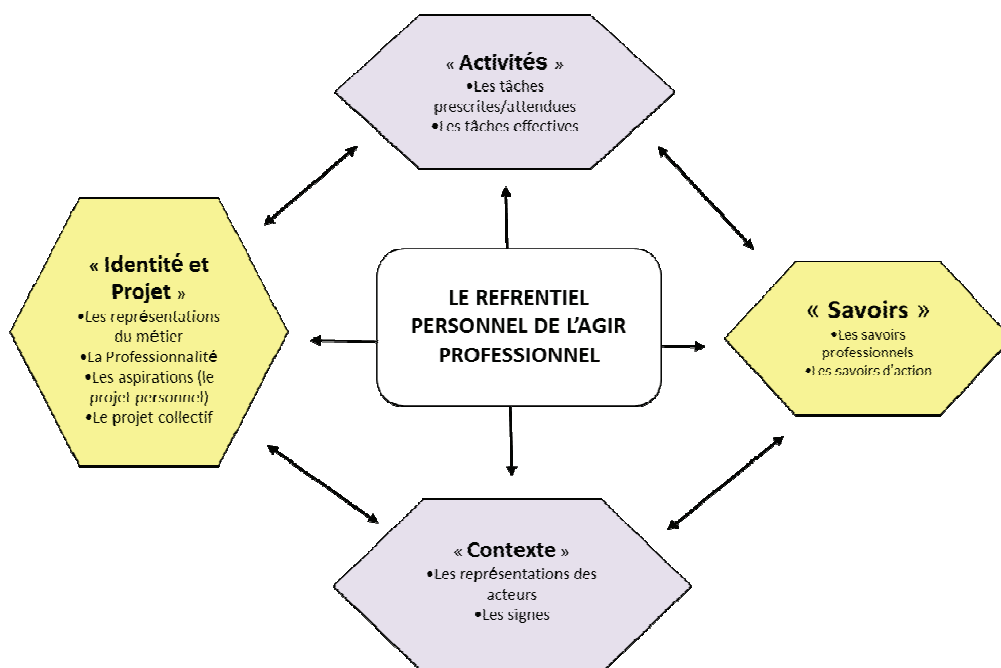 « Activités »
•Les tâches
prescrites/attendues
•Les tâches effectives
« Identité et
Projet »
•Les représentations
du métier
•La Professionnalité
•Les aspirations (le
projet personnel)
•Le projet collectif
LE REFRENTIEL
PERSONNEL DE L’AGIR
PROFESSIONNEL
« Savoirs »
•Les savoirs
professionnels
•Les savoirs d'action
« Contexte »
•Les représentations des
acteurs
•Les signes